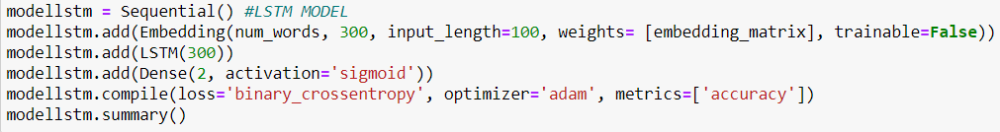 modellstm = Sequential() #LSTM MODEL
modellstm.add(Embedding(num_words, 300, input_length=100, weights= [embedding_matrix], trainable=False))
modellstm.add(LSTM(300))
modellstm.add(Dense(2, activation='sigmoid'))
modellstm.compile(loss='binary_crossentropy', optimizer='adam', metrics=['accuracy'])
modellstm.summary()